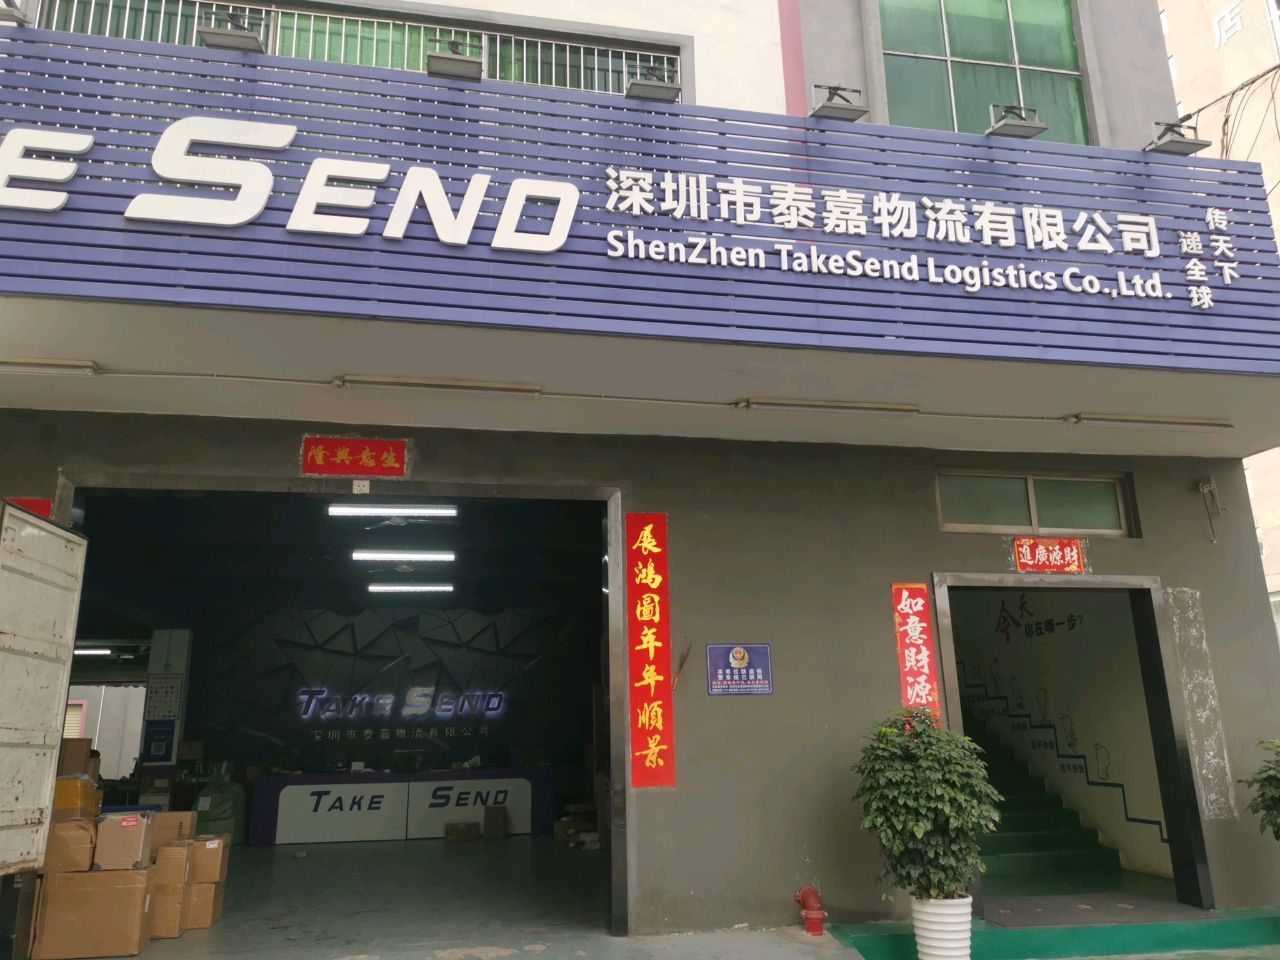 E SEND
深圳市泰嘉物流有限公司
ShenZhen TakeSend Logistics Co.,Ltd.
传天下
递全球
店
隆興意生
展鴻圖年年順景
進廣源財
如意財源
今天
你在哪一步?
TAKE SEND
深圳市泰嘉物流有限公司
TAKE SEND